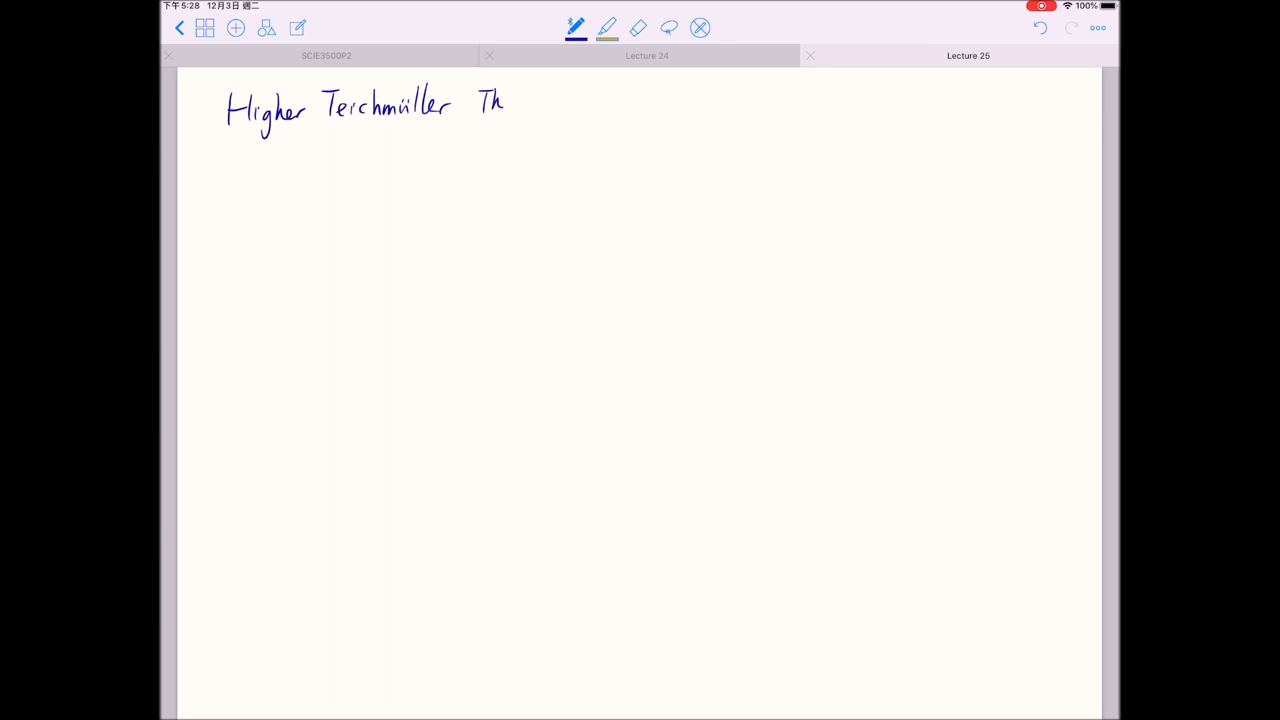 下午5:28 12月3日 週二 100%
SCIE3500P2 Lecture 24 Lecture 25
Higher Teichmüller Th